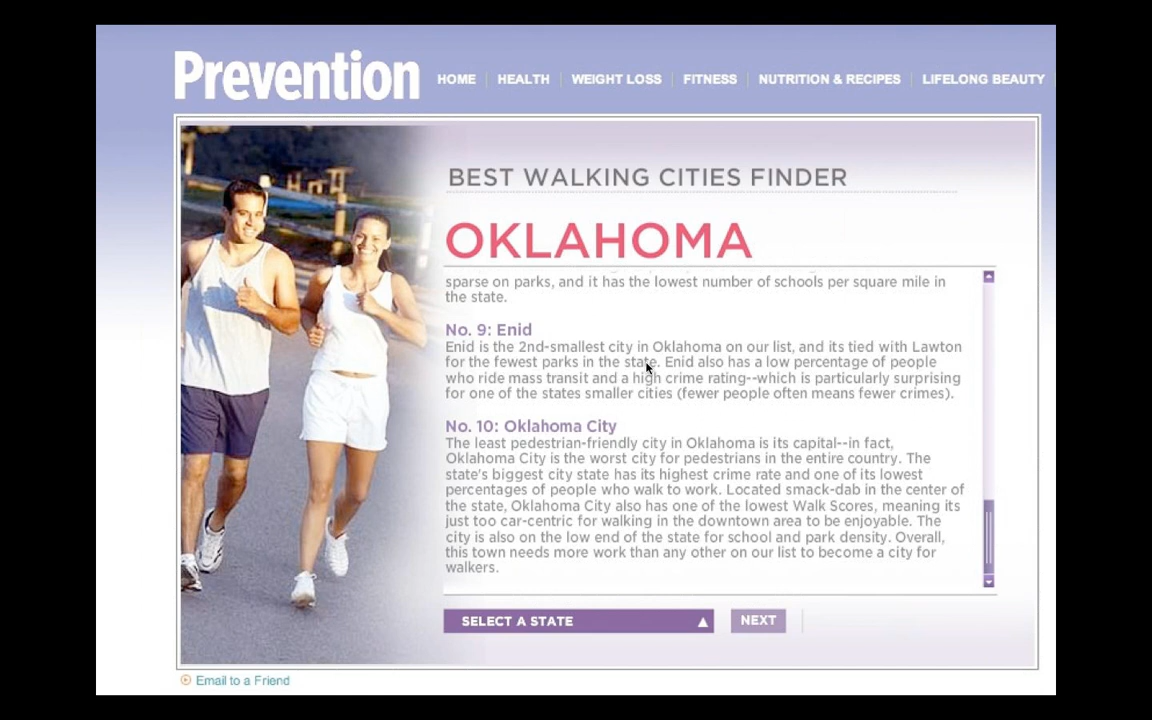 Prevention
HOME
HEALTH
WEIGHT LOSS
FITNESS
NUTRITION & RECIPES
LIFELONG BEAUTY
BEST WALKING CITIES FINDER
OKLAHOMA
sparse on parks, and it has the lowest number of schools per square mile in
the state.
No. 9: Enid
Enid is the 2nd-smallest city in Oklahoma on our list, and its tied with Lawton
for the fewest parks in the state. Enid also has a low percentage of people
who ride mass transit and a high crime rating--which is particularly surprising
for one of the states smaller cities (fewer people often means fewer crimes).
No. 10: Oklahoma City
The least pedestrian-friendly city in Oklahoma is its capital--in fact,
Oklahoma City is the worst city for pedestrians in the entire country. The
state's biggest city state has its highest crime rate and one of its lowest
percentages of people who walk to work. Located smack-dab in the center of
the state, Oklahoma City also has one of the lowest Walk Scores, meaning its
just too car-centric for walking in the downtown area to be enjoyable. The
city is also on the low end of the state for school and park density. Overall,
this town needs more work than any other on our list to become a city for
walkers.
SELECT A STATE
NEXT
Email to a Friend